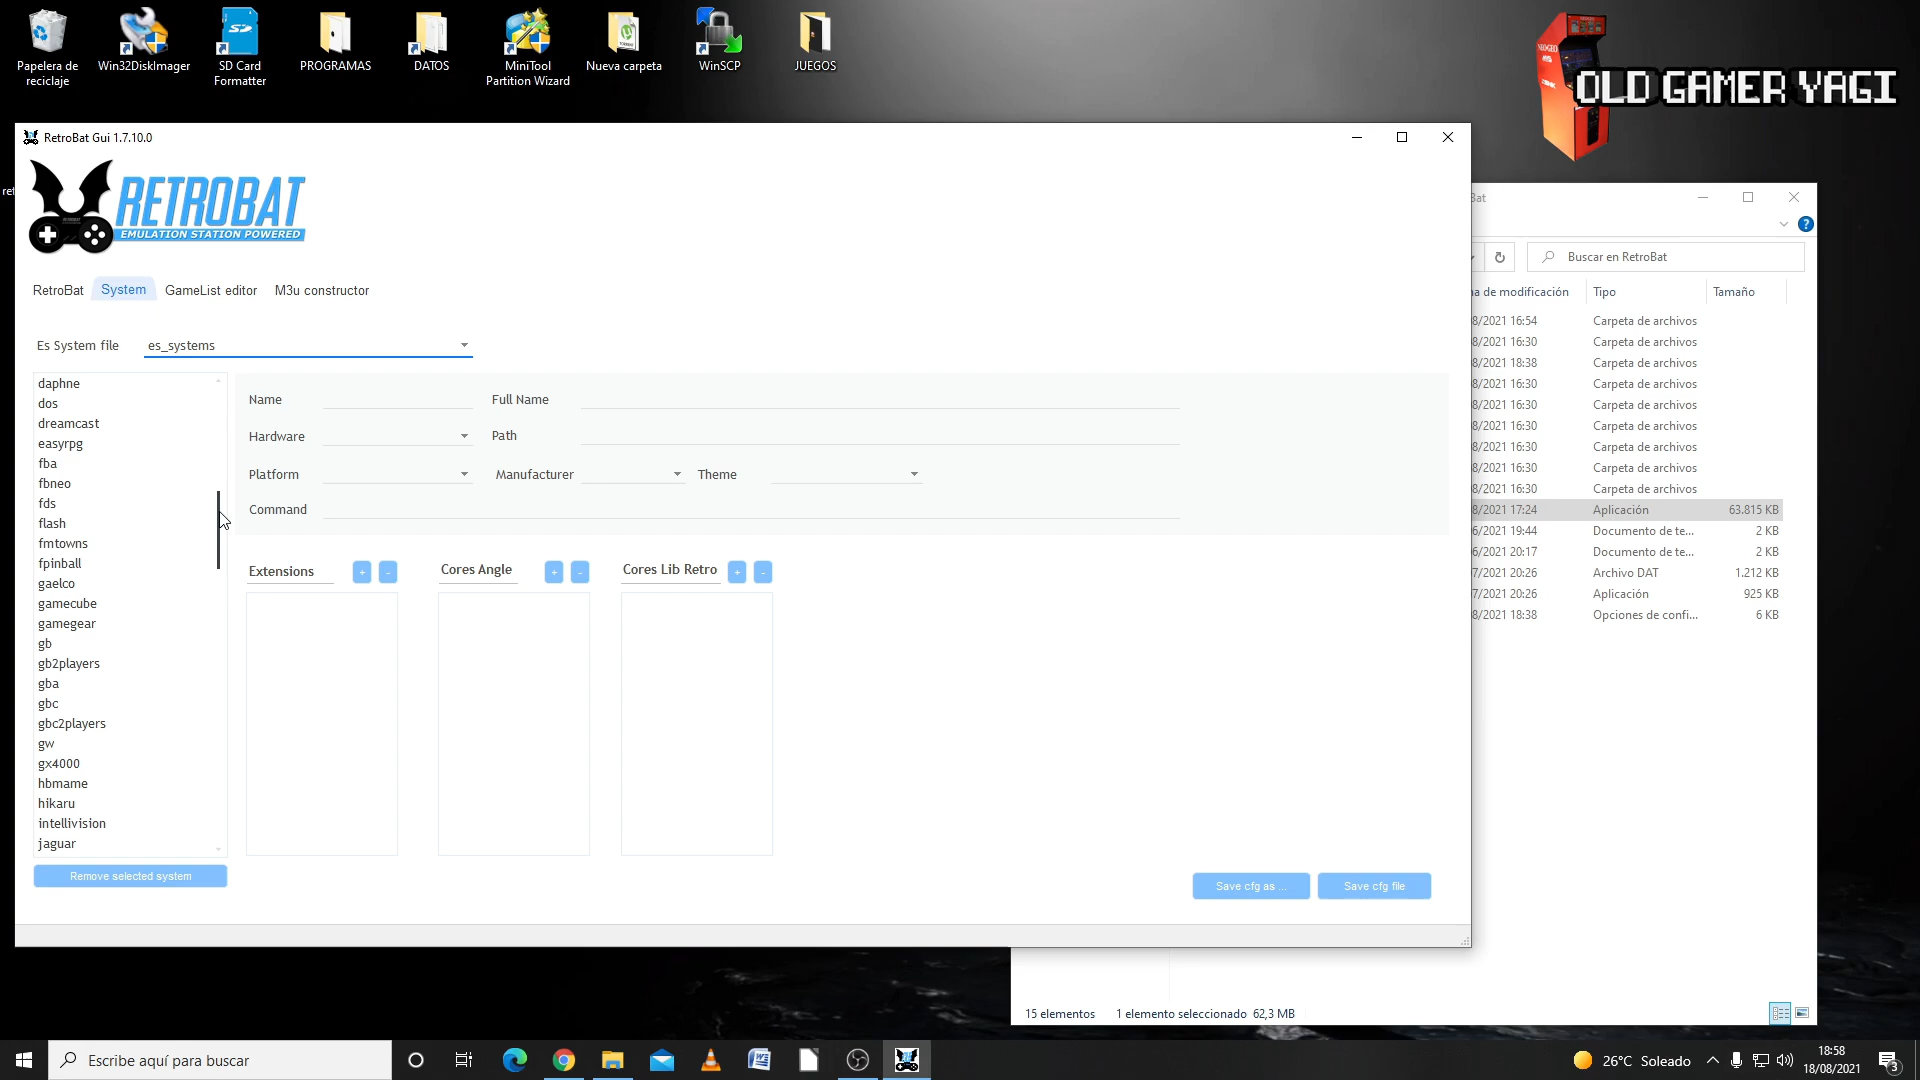 Papelera de
reciclaje
Win32DiskImager
SD
SD Card
Formatter
PROGRAMAS
DATOS
MiniTool
Partition Wizard
Nueva carpeta
WinSCP
JUEGOS
OLD GAMER YAGI
ret
RetroBat Gui 1.7.10.0
RETROBAT
EMULATION STATION POWERED
RetroBat
System
GameList editor
M3u constructor
Es System file
es_systems
daphne
dos
dreamcast
easyrpg
fba
fbneo
fds
flash
fmtowns
fpinball
gaelco
gamecube
gamegear
gb
gb2players
gba
gbc
gbc2players
gw
gx4000
hbmame
hikaru
intellivision
jaguar
Remove selected system
Name
Full Name
Hardware
Path
Platform
Manufacturer
Theme
Command
Extensions
+
-
Cores Angle
+
-
Cores Lib Retro
+
-
Save cfg as ...
Save cfg file
Bat
?
Buscar en RetroBat
a de modificación
Tipo
Tamaño
8/2021 16:54 Carpeta de archivos
8/2021 16:30 Carpeta de archivos
8/2021 18:38 Carpeta de archivos
8/2021 16:30 Carpeta de archivos
8/2021 16:30 Carpeta de archivos
8/2021 16:30 Carpeta de archivos
8/2021 16:30 Carpeta de archivos
8/2021 16:30 Carpeta de archivos
8/2021 16:30 Carpeta de archivos
8/2021 17:24 Aplicación 63.815 KB
6/2021 19:44 Documento de te... 2 KB
6/2021 20:17 Documento de te... 2 KB
7/2021 20:26 Archivo DAT 1.212 KB
7/2021 20:26 Aplicación 925 KB
8/2021 18:38 Opciones de confi... 6 KB
15 elementos
1 elemento seleccionado 62,3 MB
Escribe aquí para buscar
26°C Soleado
18:58
18/08/2021
3